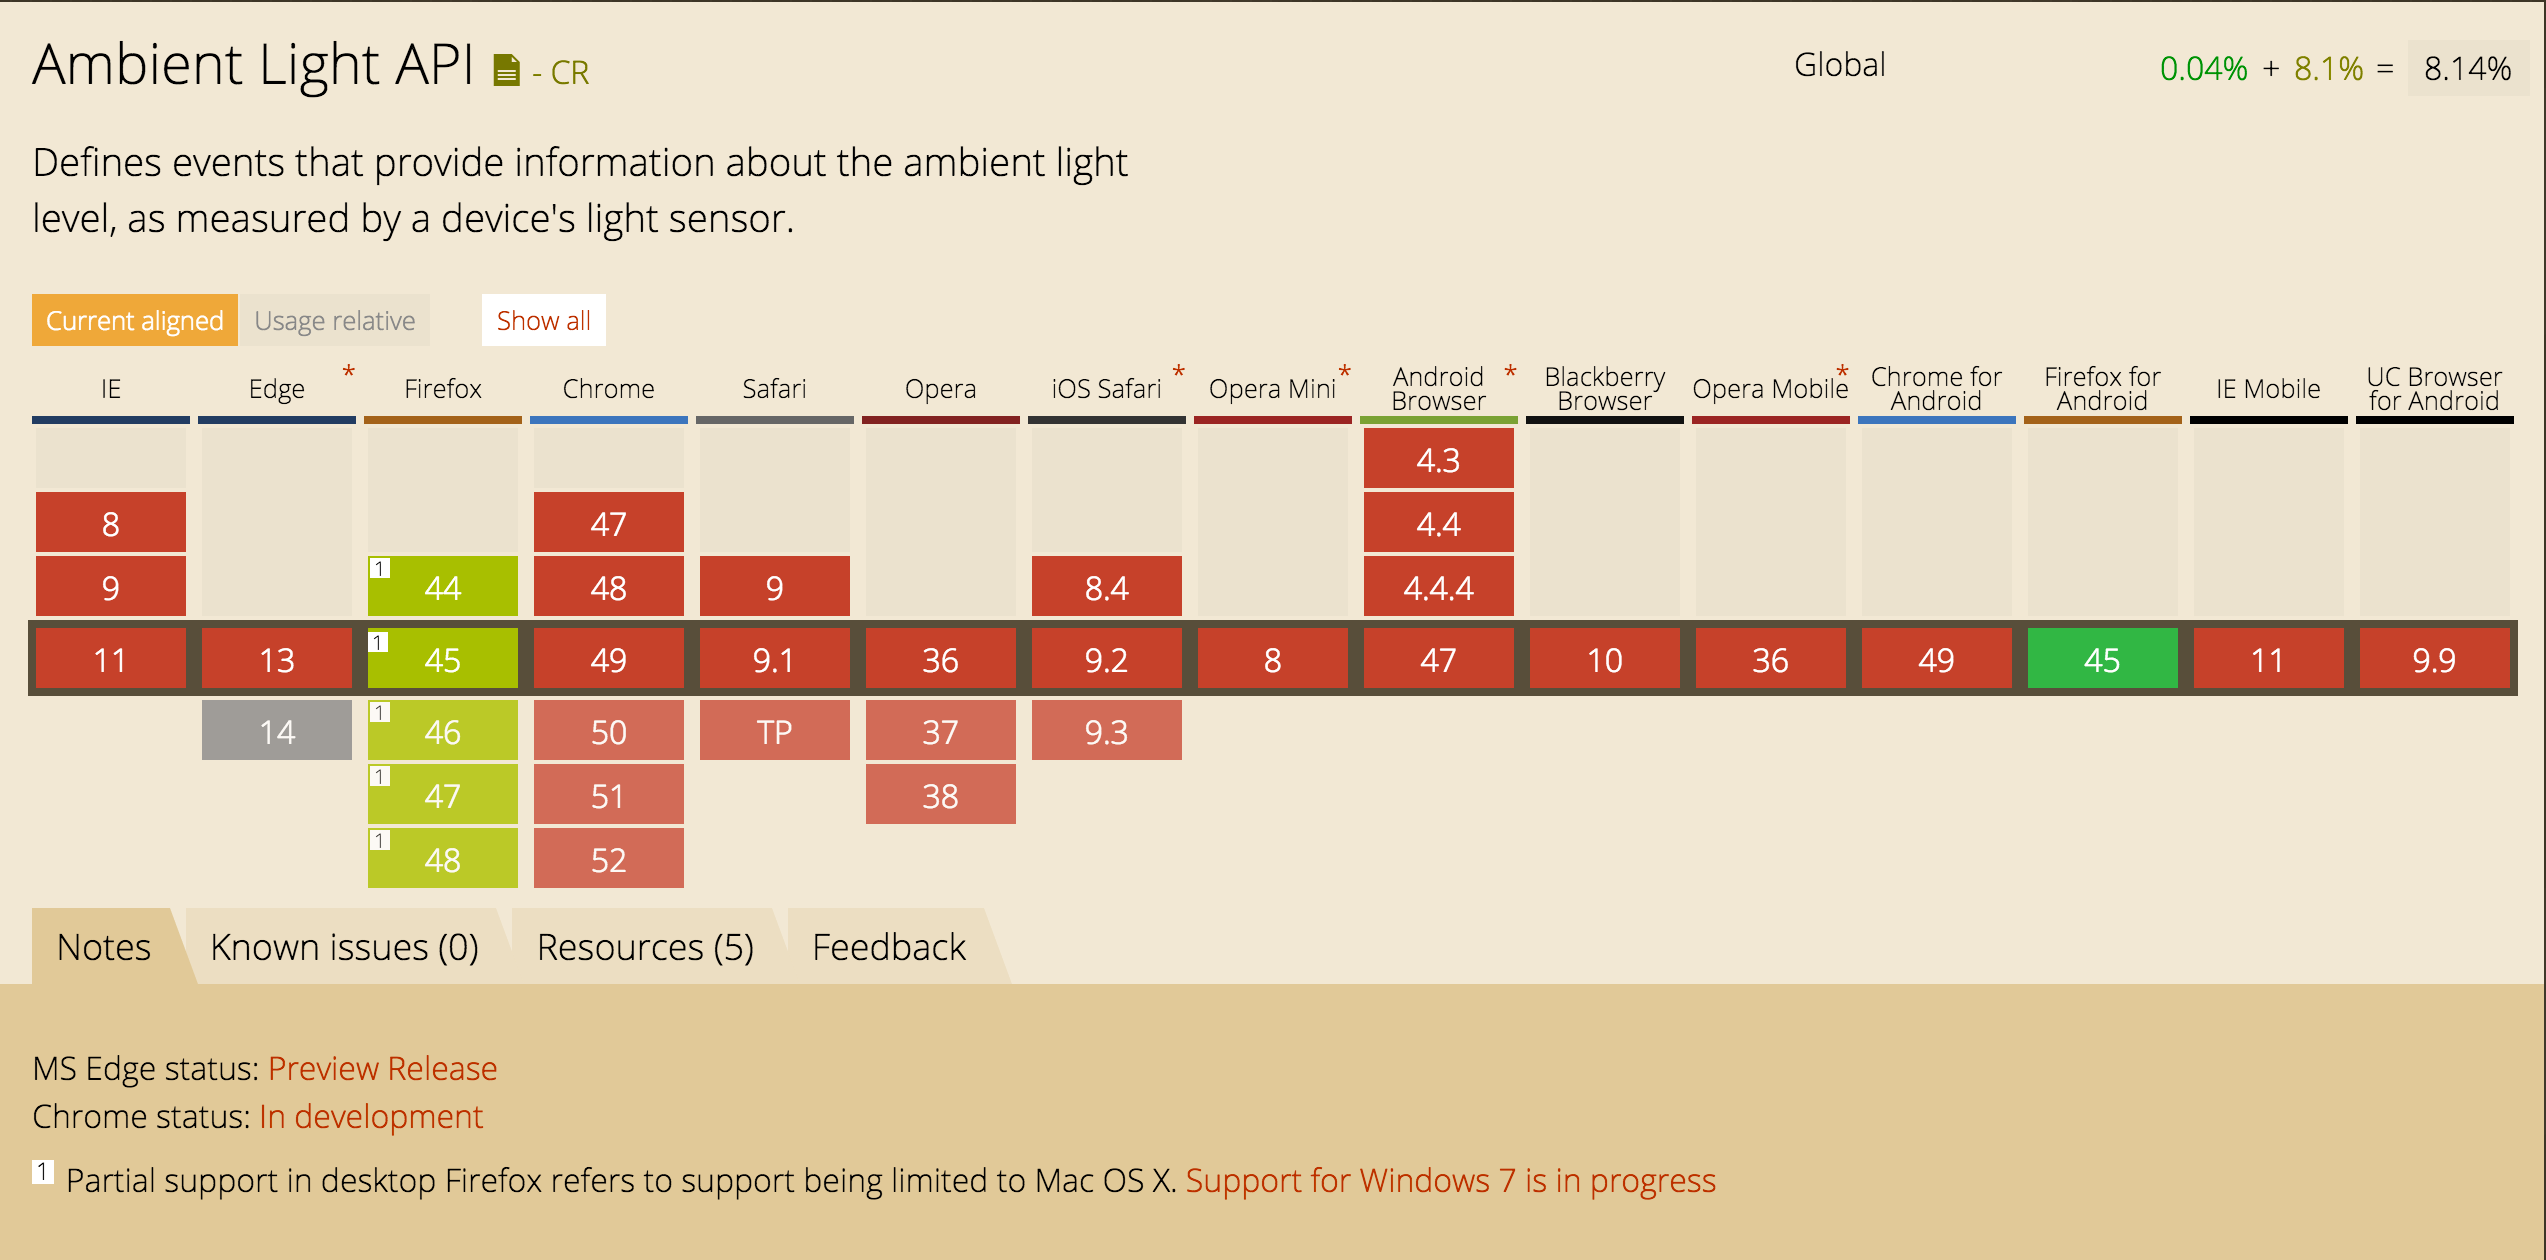 Ambient Light API - CR
Global
0.04% + 8.1% = 8.14%
Defines events that provide information about the ambient light
level, as measured by a device's light sensor.
Current aligned Usage relative Show all
IE Edge * Firefox Chrome Safari Opera iOS Safari * Opera Mini * Android Browser * Blackberry Browser Opera Mobile * Chrome for Android Firefox for Android IE Mobile UC Browser for Android
4.3
8 47 4.4
9 1 44 48 9 8.4 4.4.4
11 13 1 45 49 9.1 36 9.2 8 47 10 36 49 45 11 9.9
14 1 46 50 TP 37 9.3
1 47 51 38
1 48 52
Notes Known issues (0) Resources (5) Feedback
MS Edge status: Preview Release
Chrome status: In development
1 Partial support in desktop Firefox refers to support being limited to Mac OS X. Support for Windows 7 is in progress